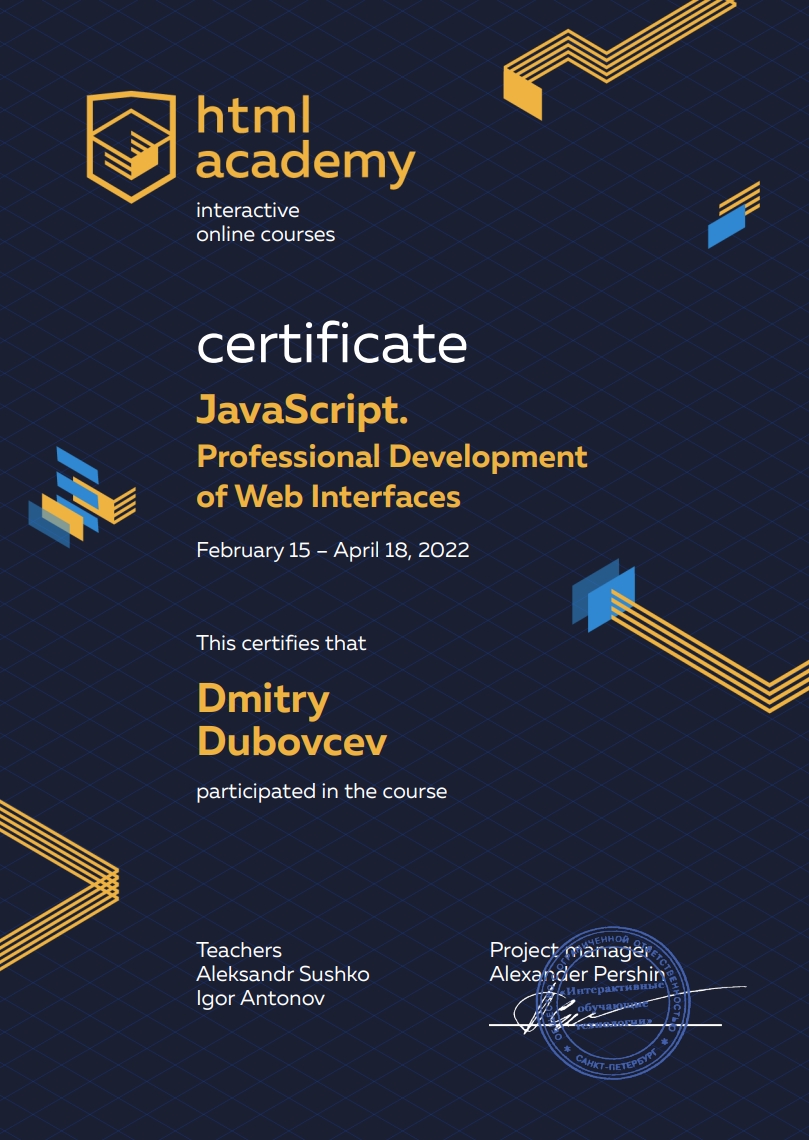 html
academy
interactive
online courses
certificate
JavaScript.
Professional Development
of Web Interfaces
February 15 – April 18, 2022
This certifies that
Dmitry
Dubovcev
participated in the course
Teachers
Aleksandr Sushko
Igor Antonov
Project manager
Alexander Pershin
ОГРАНИЧЕННОЙ ОТВЕТСТВЕННОСТЬЮ
«Интерактивные
обучающие
технологии»
САНКТ-ПЕТЕРБУРГ